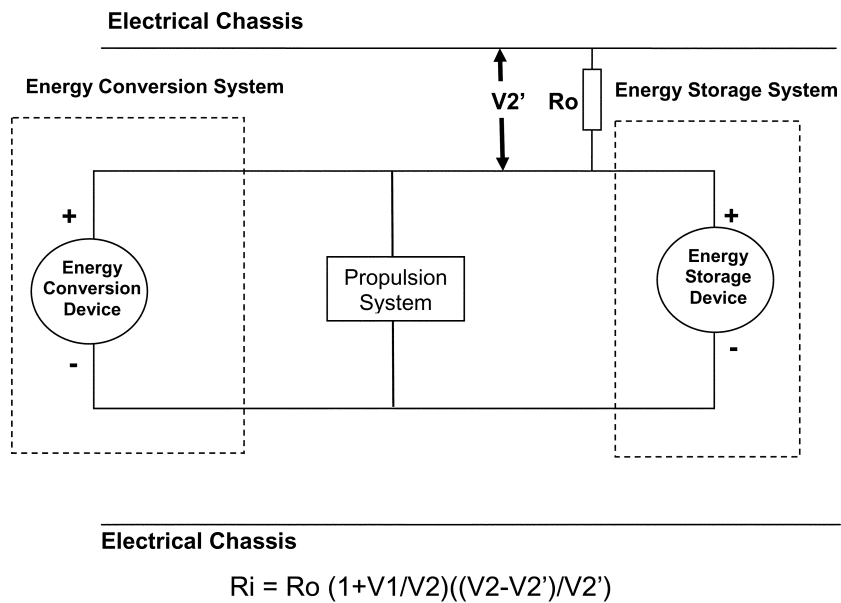 Electrical Chassis
Energy Conversion System
V2’
Ro
Energy Storage System
+
+
Energy
Conversion
Device
Propulsion
System
Energy
Storage
Device
-
-
Electrical Chassis
Ri = Ro (1+V1/V2)((V2-V2’)/V2’)